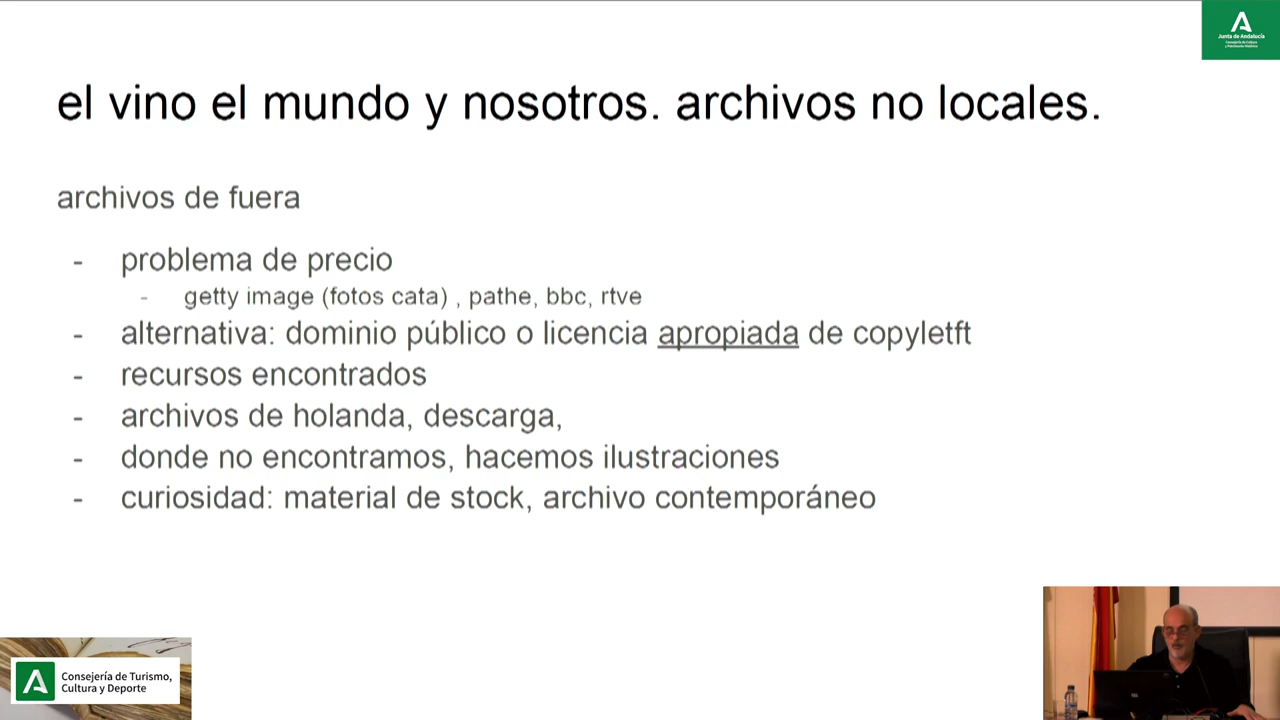 Junta de Andalucía
Consejería de Cultura
y Patrimonio Histórico
el vino el mundo y nosotros. archivos no locales.
archivos de fuera
- problema de precio
- getty image (fotos cata) , pathe, bbc, rtve
- alternativa: dominio público o licencia apropiada de copyletft
- recursos encontrados
- archivos de holanda, descarga,
- donde no encontramos, hacemos ilustraciones
- curiosidad: material de stock, archivo contemporáneo
Consejería de Turismo,
Cultura y Deporte